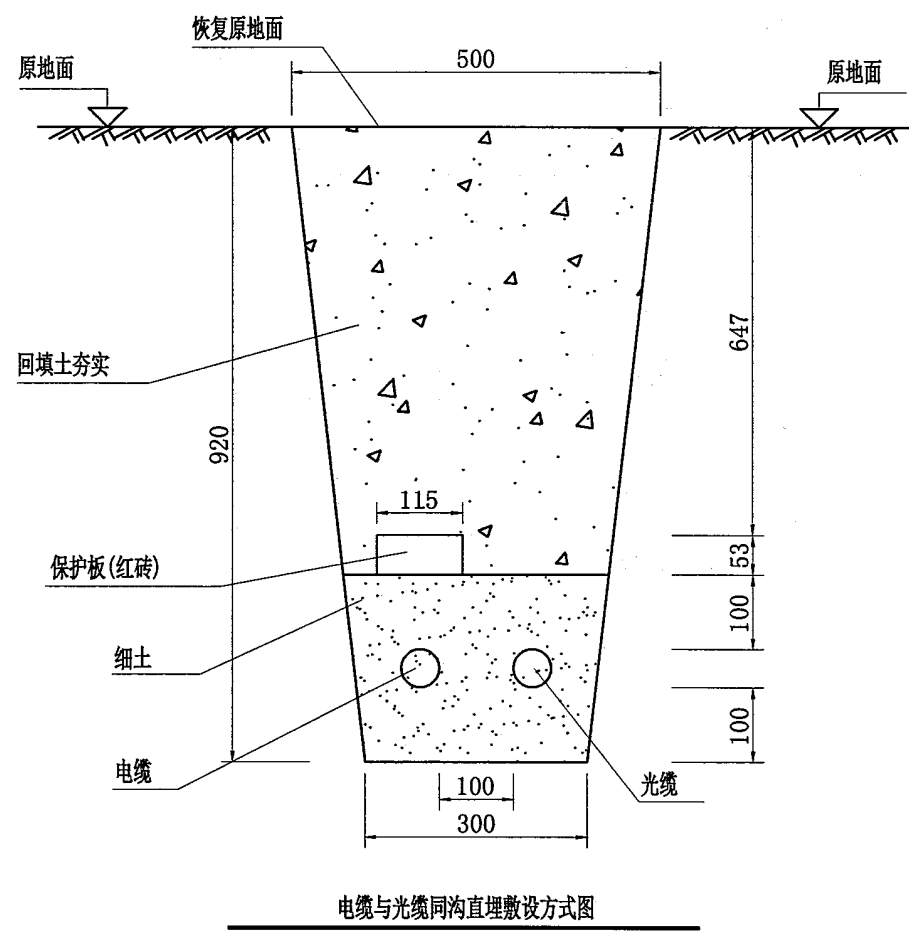 恢复原地面
500
原地面
原地面
647
回填土夯实
920
115
53
保护板(红砖)
100
细土
100
电缆
100
光缆
300
电缆与光缆同沟直埋敷设方式图